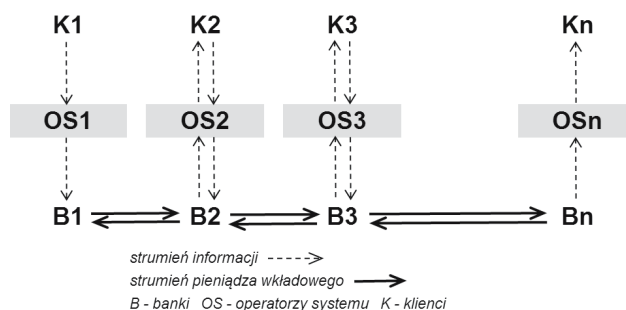 K1 K2 K3 Kn
OS1 OS2 OS3 OSn
B1 B2 B3 Bn
strumień informacji
strumień pieniądza wkładowego
B - banki OS - operatorzy systemu K - klienci